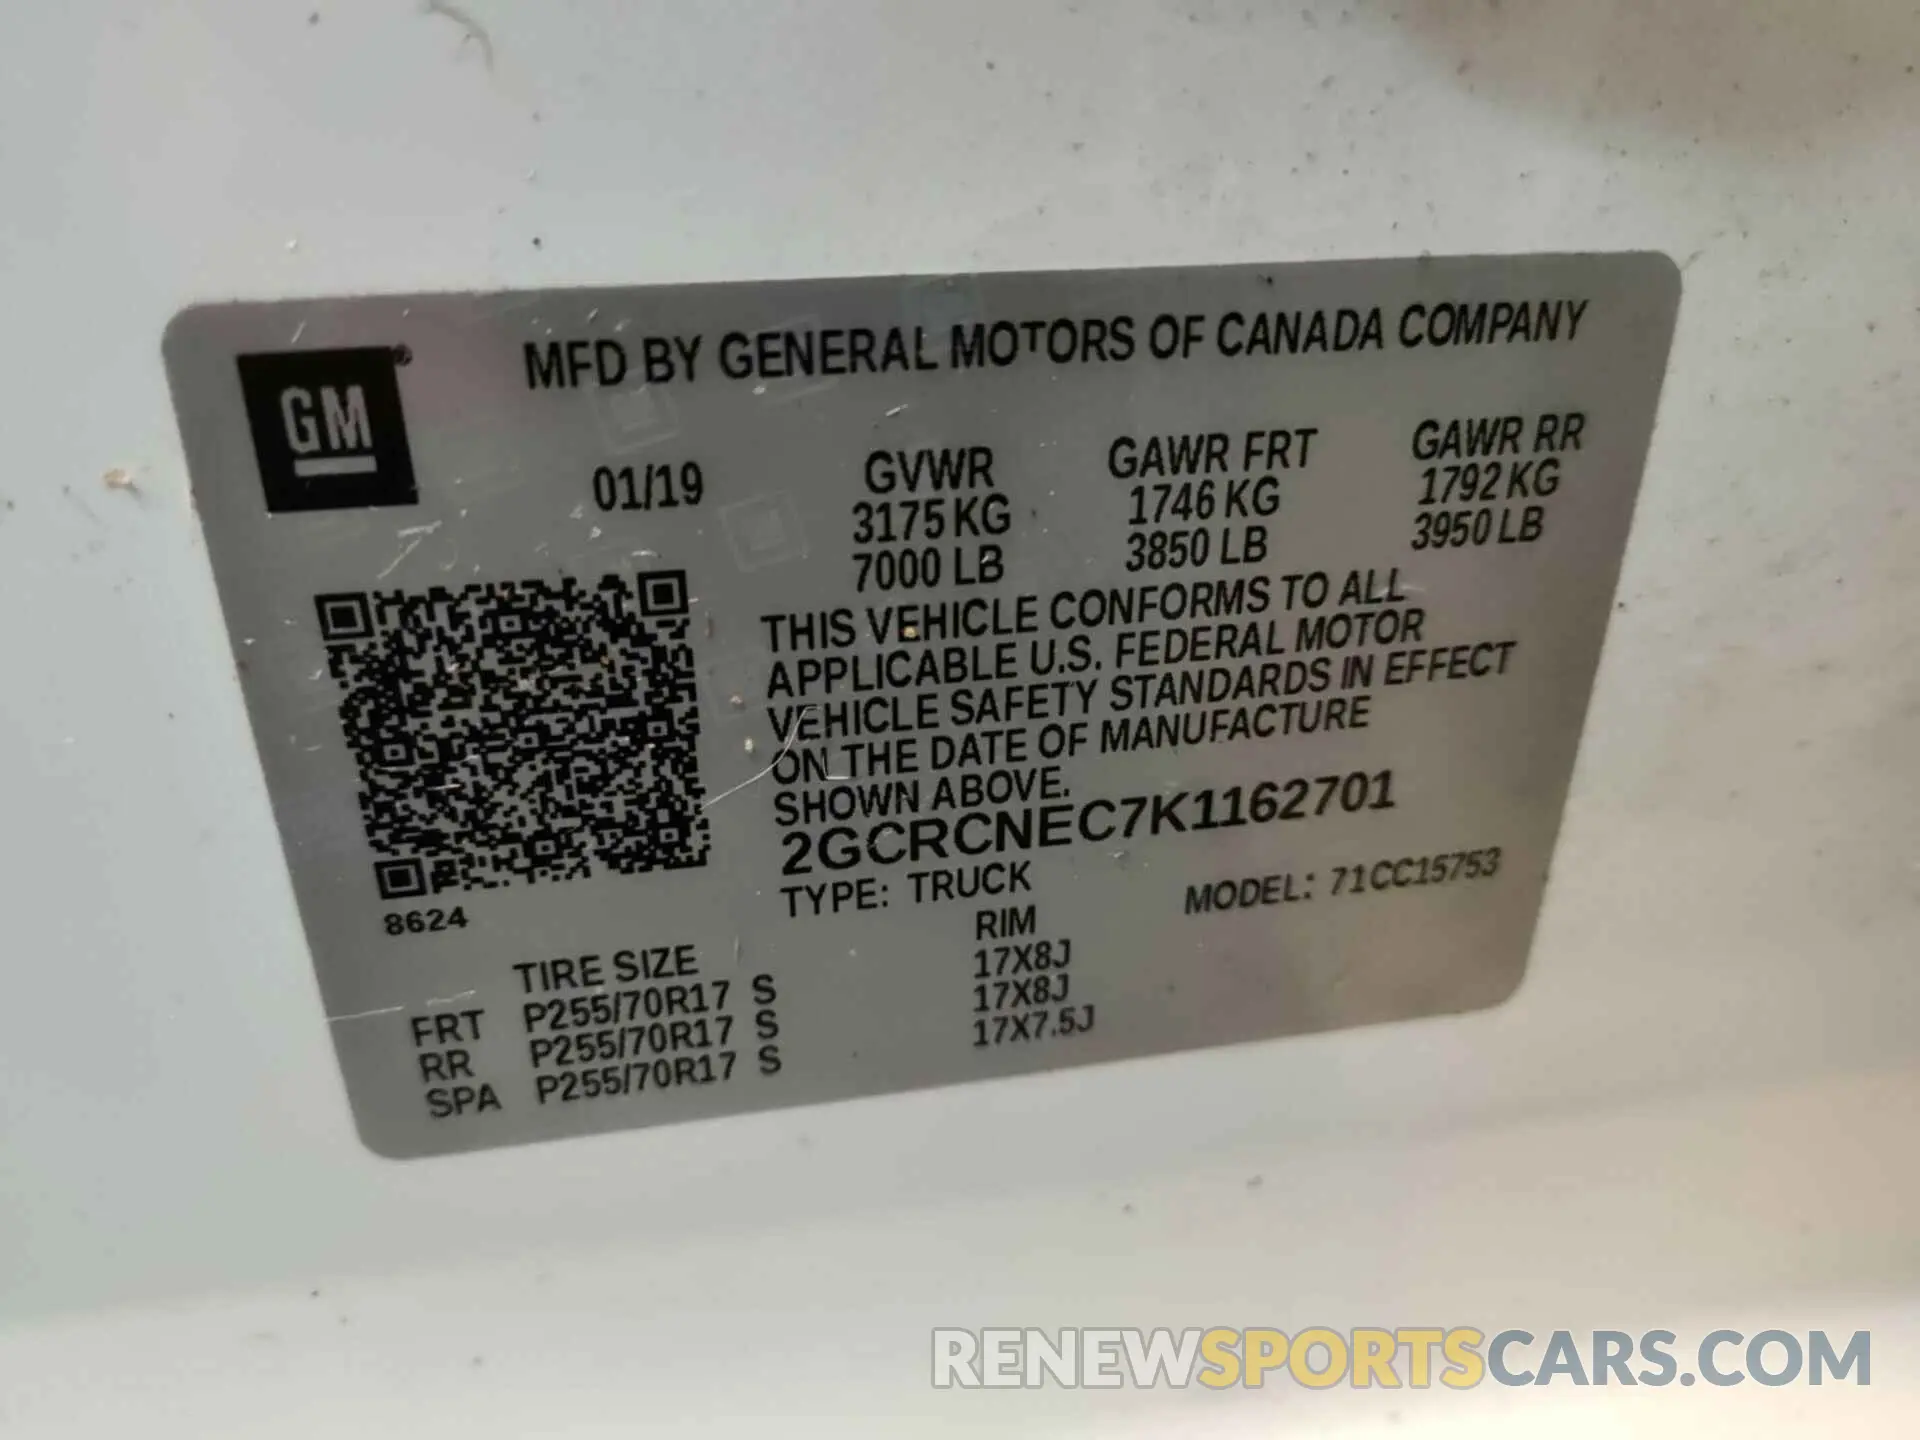 GM®
MFD BY GENERAL MOTORS OF CANADA COMPANY
01/19
GVWR
3175 KG
7000 LB
GAWR FRT
1746 KG
3850 LB
GAWR RR
1792 KG
3950 LB
THIS VEHICLE CONFORMS TO ALL
APPLICABLE U.S. FEDERAL MOTOR
VEHICLE SAFETY STANDARDS IN EFFECT
ON THE DATE OF MANUFACTURE
SHOWN ABOVE.
2GCRCNEC7K1162701
TYPE: TRUCK
MODEL: 71CC15753
8624
TIRE SIZE RIM
FRT P255/70R17 S 17X8J
RR P255/70R17 S 17X8J
SPA P255/70R17 S 17X7.5J
RENEWSPORTSCARS.COM